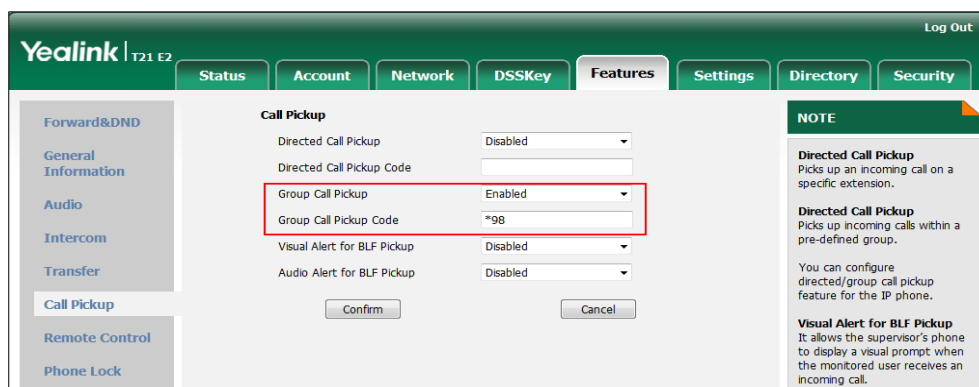 Log Out
Yealink | T21 E2
Status Account Network DSSKey Features Settings Directory Security
Forward&DND
General
Information
Audio
Intercom
Transfer
Call Pickup
Remote Control
Phone Lock
Call Pickup
Directed Call Pickup Disabled
Directed Call Pickup Code
Group Call Pickup Enabled
Group Call Pickup Code *98
Visual Alert for BLF Pickup Disabled
Audio Alert for BLF Pickup Disabled
Confirm Cancel
NOTE
Directed Call Pickup
Picks up an incoming call on a
specific extension.
Directed Call Pickup
Picks up incoming calls within a
pre-defined group.
You can configure
directed/group call pickup
feature for the IP phone.
Visual Alert for BLF Pickup
It allows the supervisor's phone
to display a visual prompt when
the monitored user receives an
incoming call.